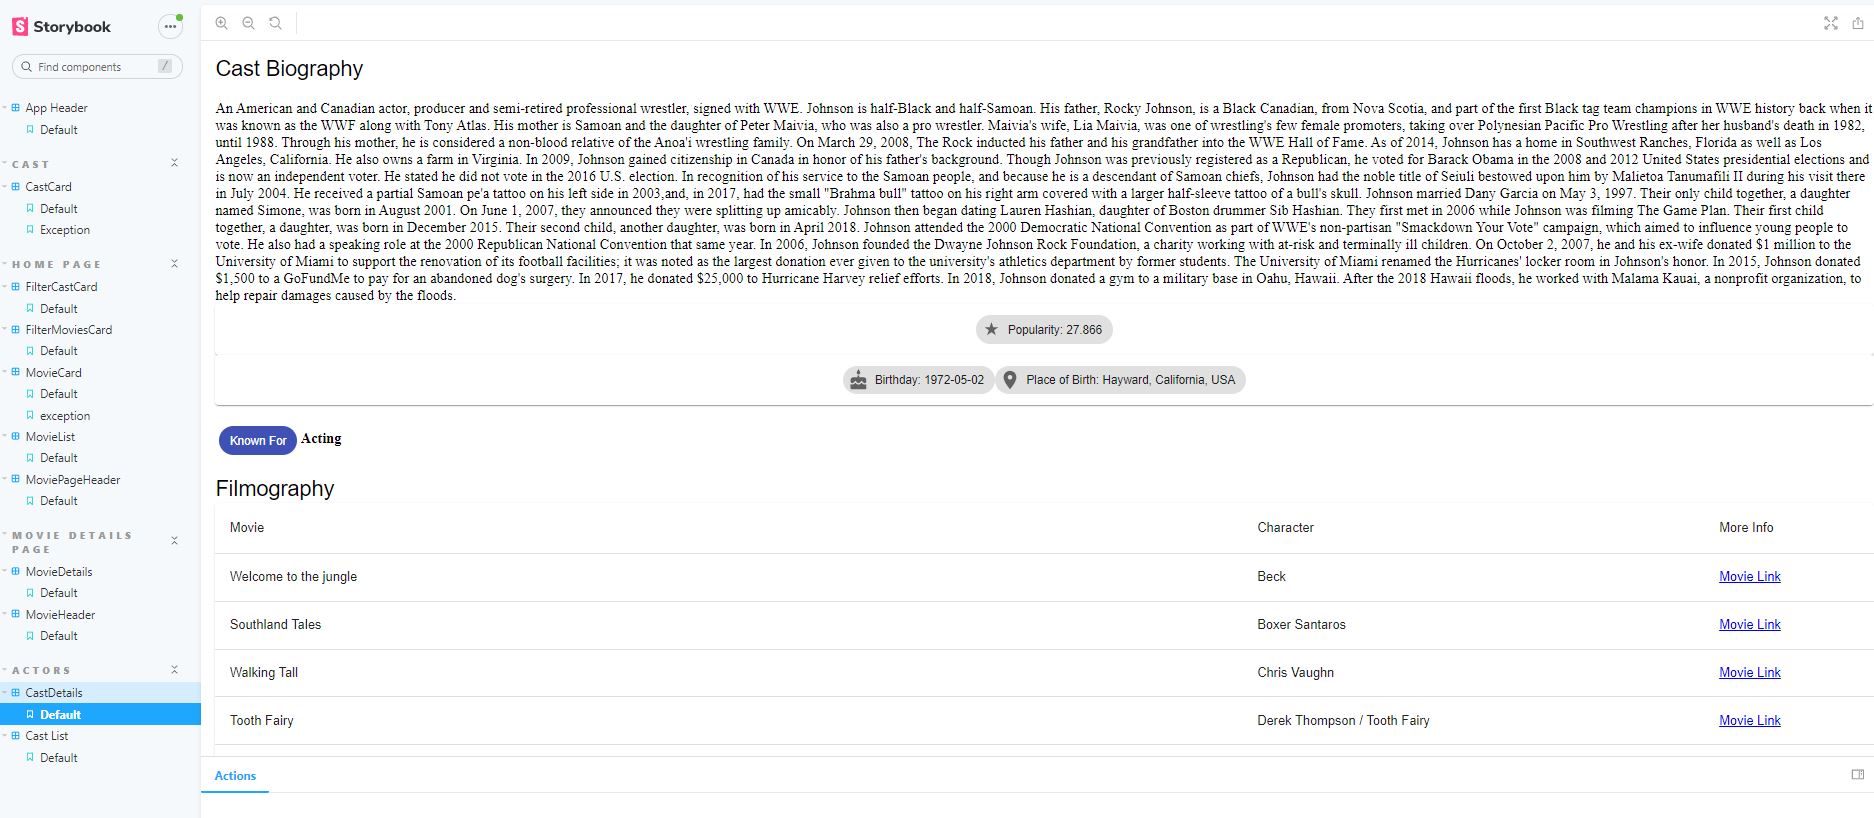 Storybook
Find components
/
App Header
Default
CAST
CastCard
Default
Exception
HOME PAGE
FilterCastCard
Default
FilterMoviesCard
Default
MovieCard
Default
exception
MovieList
Default
MoviePageHeader
Default
MOVIE DETAILS
PAGE
MovieDetails
Default
MovieHeader
Default
ACTORS
CastDetails
Default
Cast List
Default
Cast Biography
An American and Canadian actor, producer and semi-retired professional wrestler, signed with WWE. Johnson is half-Black and half-Samoan. His father, Rocky Johnson, is a Black Canadian, from Nova Scotia, and part of the first Black tag team champions in WWE history back when it
was known as the WWF along with Tony Atlas. His mother is Samoan and the daughter of Peter Maivia, who was also a pro wrestler. Maivia's wife, Lia Maivia, was one of wrestling's few female promoters, taking over Polynesian Pacific Pro Wrestling after her husband's death in 1982,
until 1988. Through his mother, he is considered a non-blood relative of the Anoa'i wrestling family. On March 29, 2008, The Rock inducted his father and his grandfather into the WWE Hall of Fame. As of 2014, Johnson has a home in Southwest Ranches, Florida as well as Los
Angeles, California. He also owns a farm in Virginia. In 2009, Johnson gained citizenship in Canada in honor of his father's background. Though Johnson was previously registered as a Republican, he voted for Barack Obama in the 2008 and 2012 United States presidential elections and
is now an independent voter. He stated he did not vote in the 2016 U.S. election. In recognition of his service to the Samoan people, and because he is a descendant of Samoan chiefs, Johnson had the noble title of Seiuli bestowed upon him by Malietoa Tanumafili II during his visit there
in July 2004. He received a partial Samoan pe'a tattoo on his left side in 2003,and, in 2017, had the small "Brahma bull" tattoo on his right arm covered with a larger half-sleeve tattoo of a bull's skull. Johnson married Dany Garcia on May 3, 1997. Their only child together, a daughter
named Simone, was born in August 2001. On June 1, 2007, they announced they were splitting up amicably. Johnson then began dating Lauren Hashian, daughter of Boston drummer Sib Hashian. They first met in 2006 while Johnson was filming The Game Plan. Their first child
together, a daughter, was born in December 2015. Their second child, another daughter, was born in April 2018. Johnson attended the 2000 Democratic National Convention as part of WWE's non-partisan "Smackdown Your Vote" campaign, which aimed to influence young people to
vote. He also had a speaking role at the 2000 Republican National Convention that same year. In 2006, Johnson founded the Dwayne Johnson Rock Foundation, a charity working with at-risk and terminally ill children. On October 2, 2007, he and his ex-wife donated $1 million to the
University of Miami to support the renovation of its football facilities; it was noted as the largest donation ever given to the university's athletics department by former students. The University of Miami renamed the Hurricanes' locker room in Johnson's honor. In 2015, Johnson donated
$1,500 to a GoFundMe to pay for an abandoned dog's surgery. In 2017, he donated $25,000 to Hurricane Harvey relief efforts. In 2018, Johnson donated a gym to a military base in Oahu, Hawaii. After the 2018 Hawaii floods, he worked with Malama Kauai, a nonprofit organization, to
help repair damages caused by the floods.
Popularity: 27.866
Birthday: 1972-05-02 Place of Birth: Hayward, California, USA
Known For Acting
Filmography
Movie Character More Info
Welcome to the jungle Beck Movie Link
Southland Tales Boxer Santaros Movie Link
Walking Tall Chris Vaughn Movie Link
Tooth Fairy Derek Thompson / Tooth Fairy Movie Link
Actions